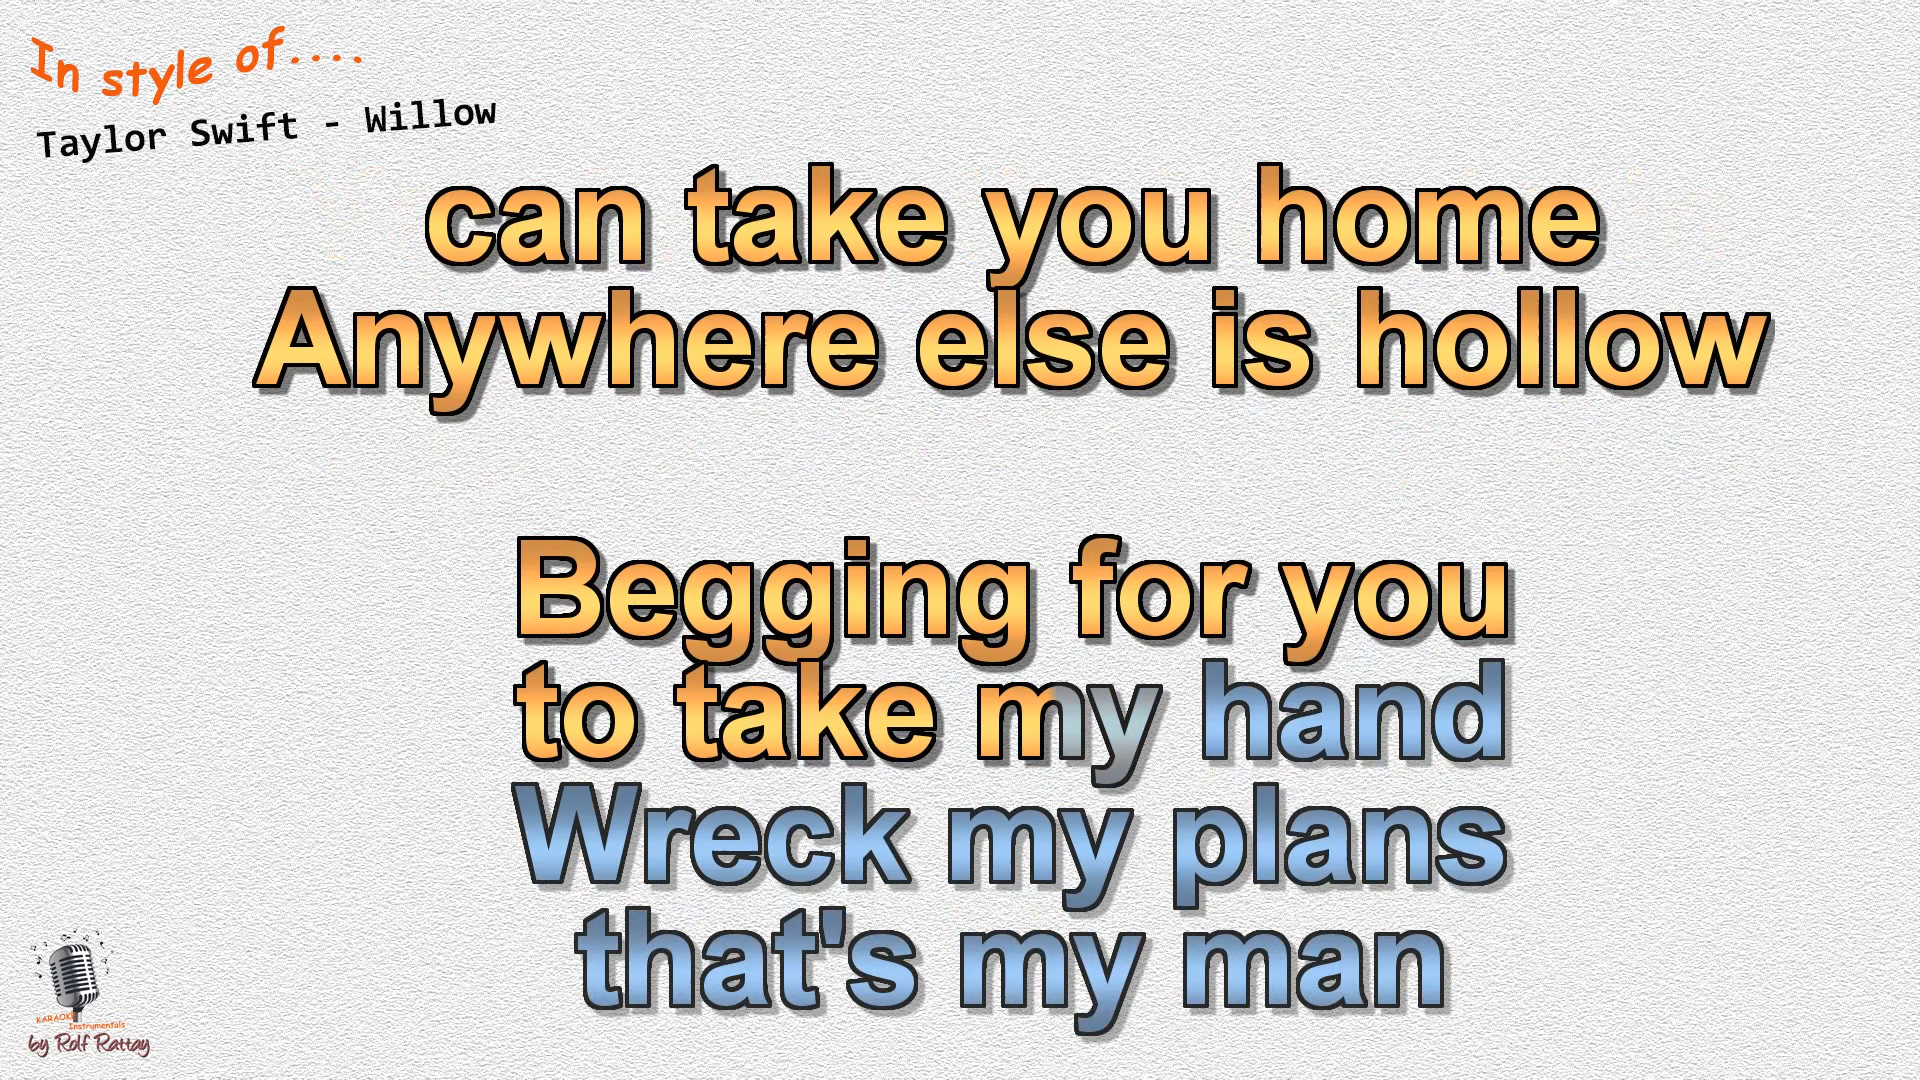 In style of....
Taylor Swift - Willow
can take you home
Anywhere else is hollow
Begging for you
to take my hand
Wreck my plans
that's my man
KARAOKE
Instrumentals
by Rolf Rattay